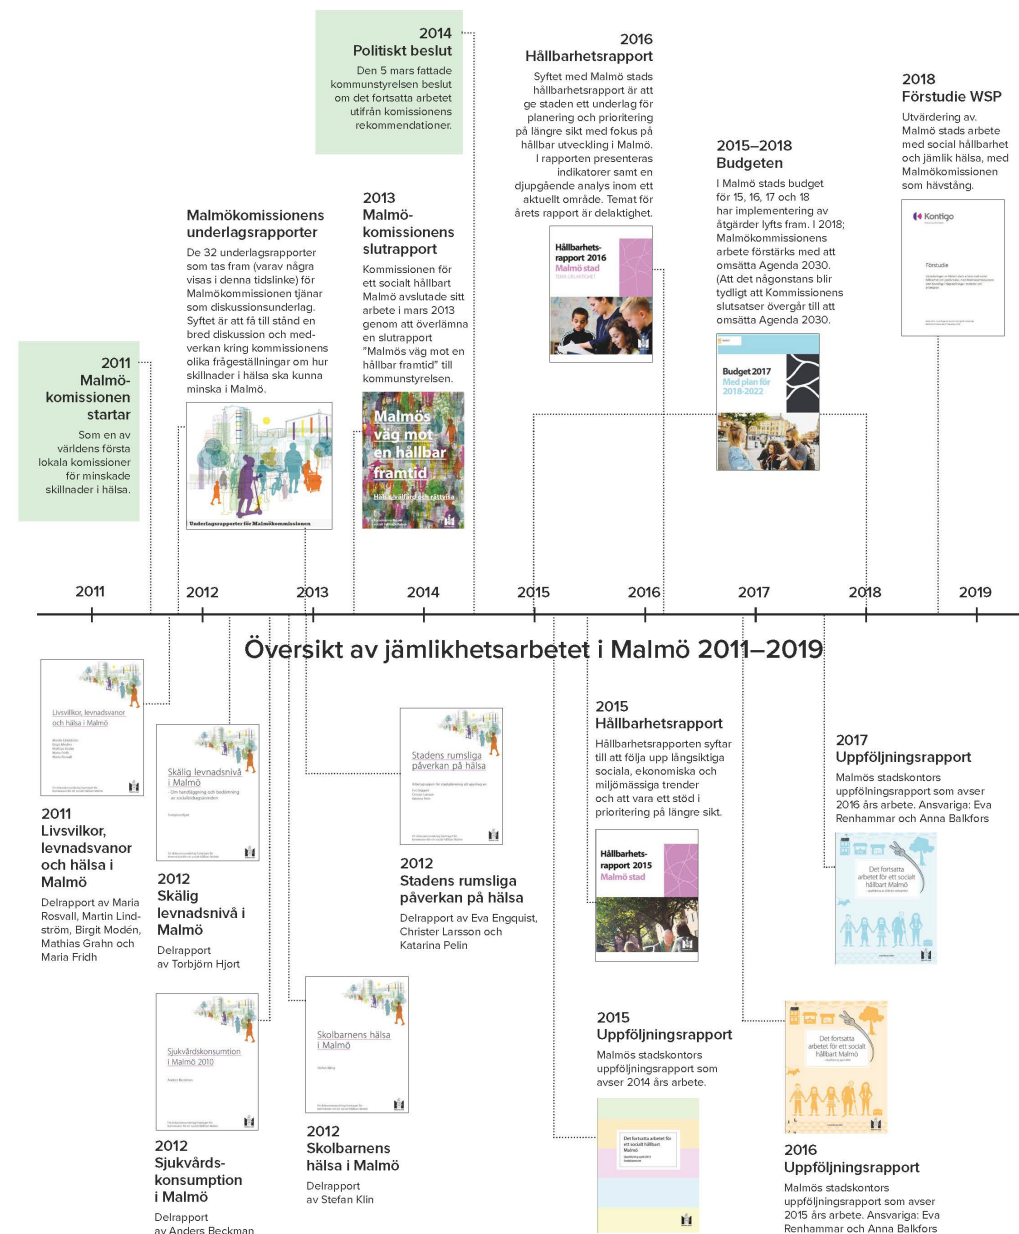 2014
Politiskt beslut
Den 5 mars fattade
kommunstyrelsen beslut
om det fortsatta arbetet
utifrån komissionens
rekommendationer.
2016
Hållbarhetsrapport
Syftet med Malmö stads
hållbarhetsrapport är att
ge staden ett underlag för
planering och prioritering
på längre sikt med fokus på
hållbar utveckling i Malmö.
I rapporten presenteras
indikatorer samt en
djupgående analys inom ett
aktuellt område. Temat för
årets rapport är delaktighet.
Hållbarhets-
rapport 2016
Malmö stad
2015–2018
Budgeten
I Malmö stads budget
för 15, 16, 17 och 18
har implementering av
åtgärder lyfts fram. I 2018;
Malmökommissionens
arbete förstärks med att
omsätta Agenda 2030.
(Att det någonstans blir
tydligt att Kommissionens
slutsatser övergår till att
omsätta Agenda 2030.
Budget 2017
Med plan för
2018-2022
2018
Förstudie WSP
Utvärdering av.
Malmö stads arbete
med social hållbarhet
och jämlik hälsa, med
Malmökomissionen
som hävstång.
Kontigo
Förstudie
Malmökomissionens
underlagsrapporter
De 32 underlagsrapporter
som tas fram (varav några
visas i denna tidslinke) för
Malmökommissionen tjänar
som diskussionsunderlag.
Syftet är att få till stånd en
bred diskussion och med-
verkan kring kommissionens
olika frågeställningar om hur
skillnader i hälsa ska kunna
minska i Malmö.
Underlagsrapporter för Malmökommissionen
2013
Malmö-
komissionens
slutrapport
Kommissionen för
ett socialt hållbart
Malmö avslutade sitt
arbete i mars 2013
genom att överlämna
en slutrapport
”Malmös väg mot en
hållbar framtid” till
kommunstyrelsen.
Malmös
väg mot
en hållbar
framtid
Hälsa, välfärd och rättvisa
2011
Malmö-
komissionen
startar
Som en av
världens första
lokala komissioner
för minskade
skillnader i hälsa.
2011 2012 2013 2014 2015 2016 2017 2018 2019
Översikt av jämlikhetsarbetet i Malmö 2011–2019
Livsvillkor, levnadsvanor
och hälsa i Malmö
2011
Livsvilkor,
levnadsvanor
och hälsa i
Malmö
Delrapport av Maria
Rosvall, Martin Lind-
ström, Birgit Modén,
Mathias Grahn och
Maria Fridh
Skälig levnadsnivå
i Malmö
- Om handläggning och bedömning
av socialbidragsärenden
2012
Skälig
levnadsnivå i
Malmö
Delrapport
av Torbjörn Hjort
Sjukvårdskonsumtion
i Malmö 2010
2012
Sjukvårds-
konsumption
i Malmö
Delrapport
av Anders Beckman
Stadens rumsliga
påverkan på hälsa
2012
Stadens rumsliga
påverkan på hälsa
Delrapport av Eva Engquist,
Christer Larsson och
Katarina Pelin
Skolbarnens hälsa
i Malmö
2012
Skolbarnens
hälsa i Malmö
Delrapport
av Stefan Klin
2015
Hållbarhetsrapport
Hållbarhetsrapporten syftar
till att följa upp långsiktiga
sociala, ekonomiska och
miljömässiga trender
och att vara ett stöd i
prioritering på längre sikt.
Hållbarhets-
rapport 2015
Malmö stad
2015
Uppföljningsrapport
Malmös stadskontors
uppföljningsrapport som
avser 2014 års arbete.
Det fortsatta arbetet för
ett socialt hållbart
Malmö
2017
Uppföljningsrapport
Malmös stadskontors
uppfölningsrapport som avser
2016 års arbete. Ansvariga: Eva
Renhammar och Anna Balkfors
Det fortsatta
arbetet för ett socialt
hållbart Malmö
Det fortsatta
arbetet för ett socialt
hållbart Malmö
2016
Uppföljningsrapport
Malmös stadskontors
uppföljningsrapport som avser
2015 års arbete. Ansvariga: Eva
Renhammar och Anna Balkfors